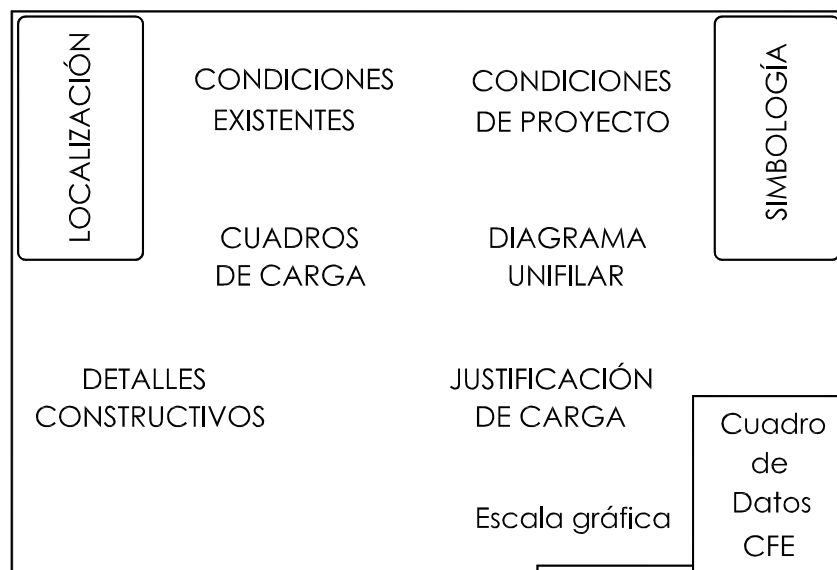 LOCALIZACIÓN
CONDICIONES
EXISTENTES
CONDICIONES
DE PROYECTO
SIMBOLOGÍA
CUADROS
DE CARGA
DIAGRAMA
UNIFILAR
DETALLES
CONSTRUCTIVOS
JUSTIFICACIÓN
DE CARGA
Escala gráfica
Cuadro
de
Datos
CFE